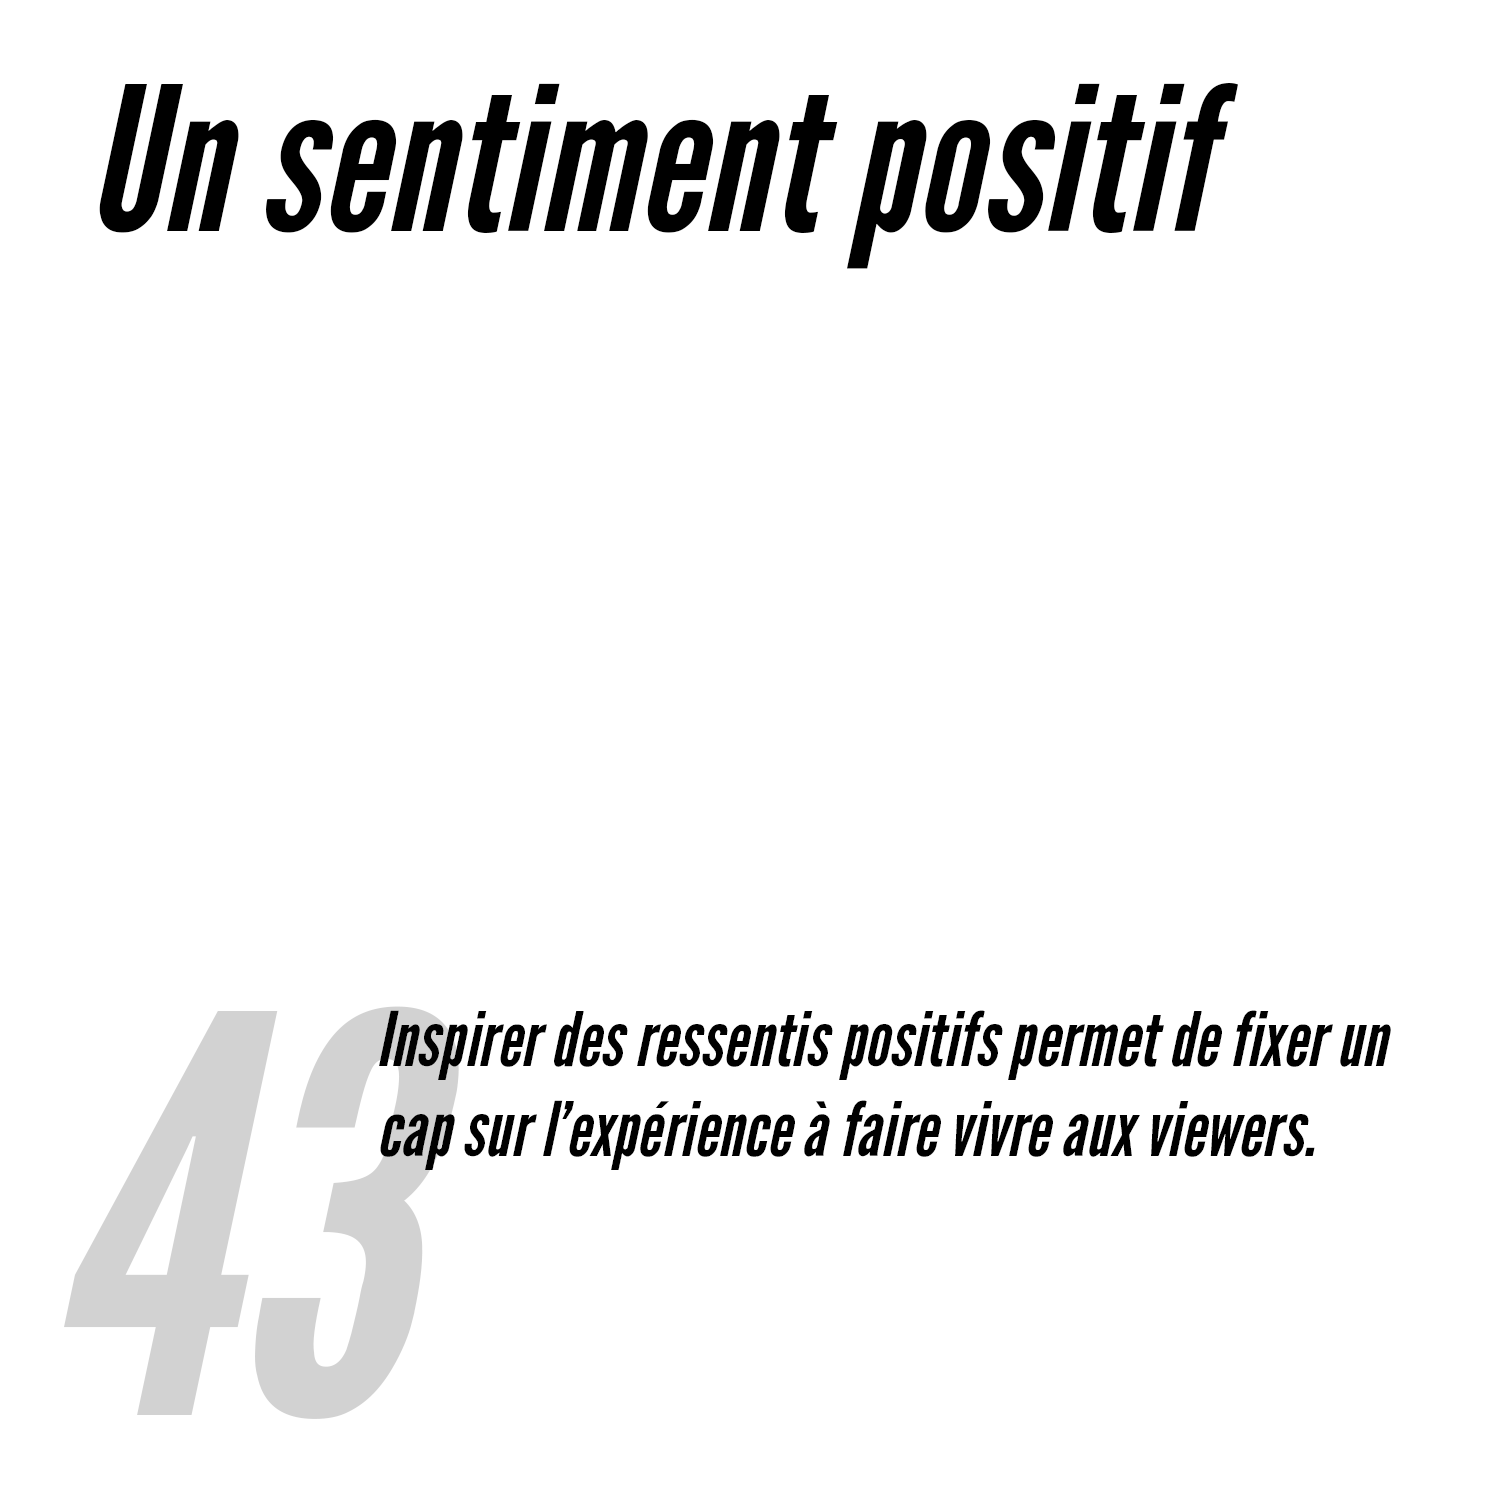 Un sentiment positif
43
Inspirer des ressentis positifs permet de fixer un
cap sur l’expérience à faire vivre aux viewers.